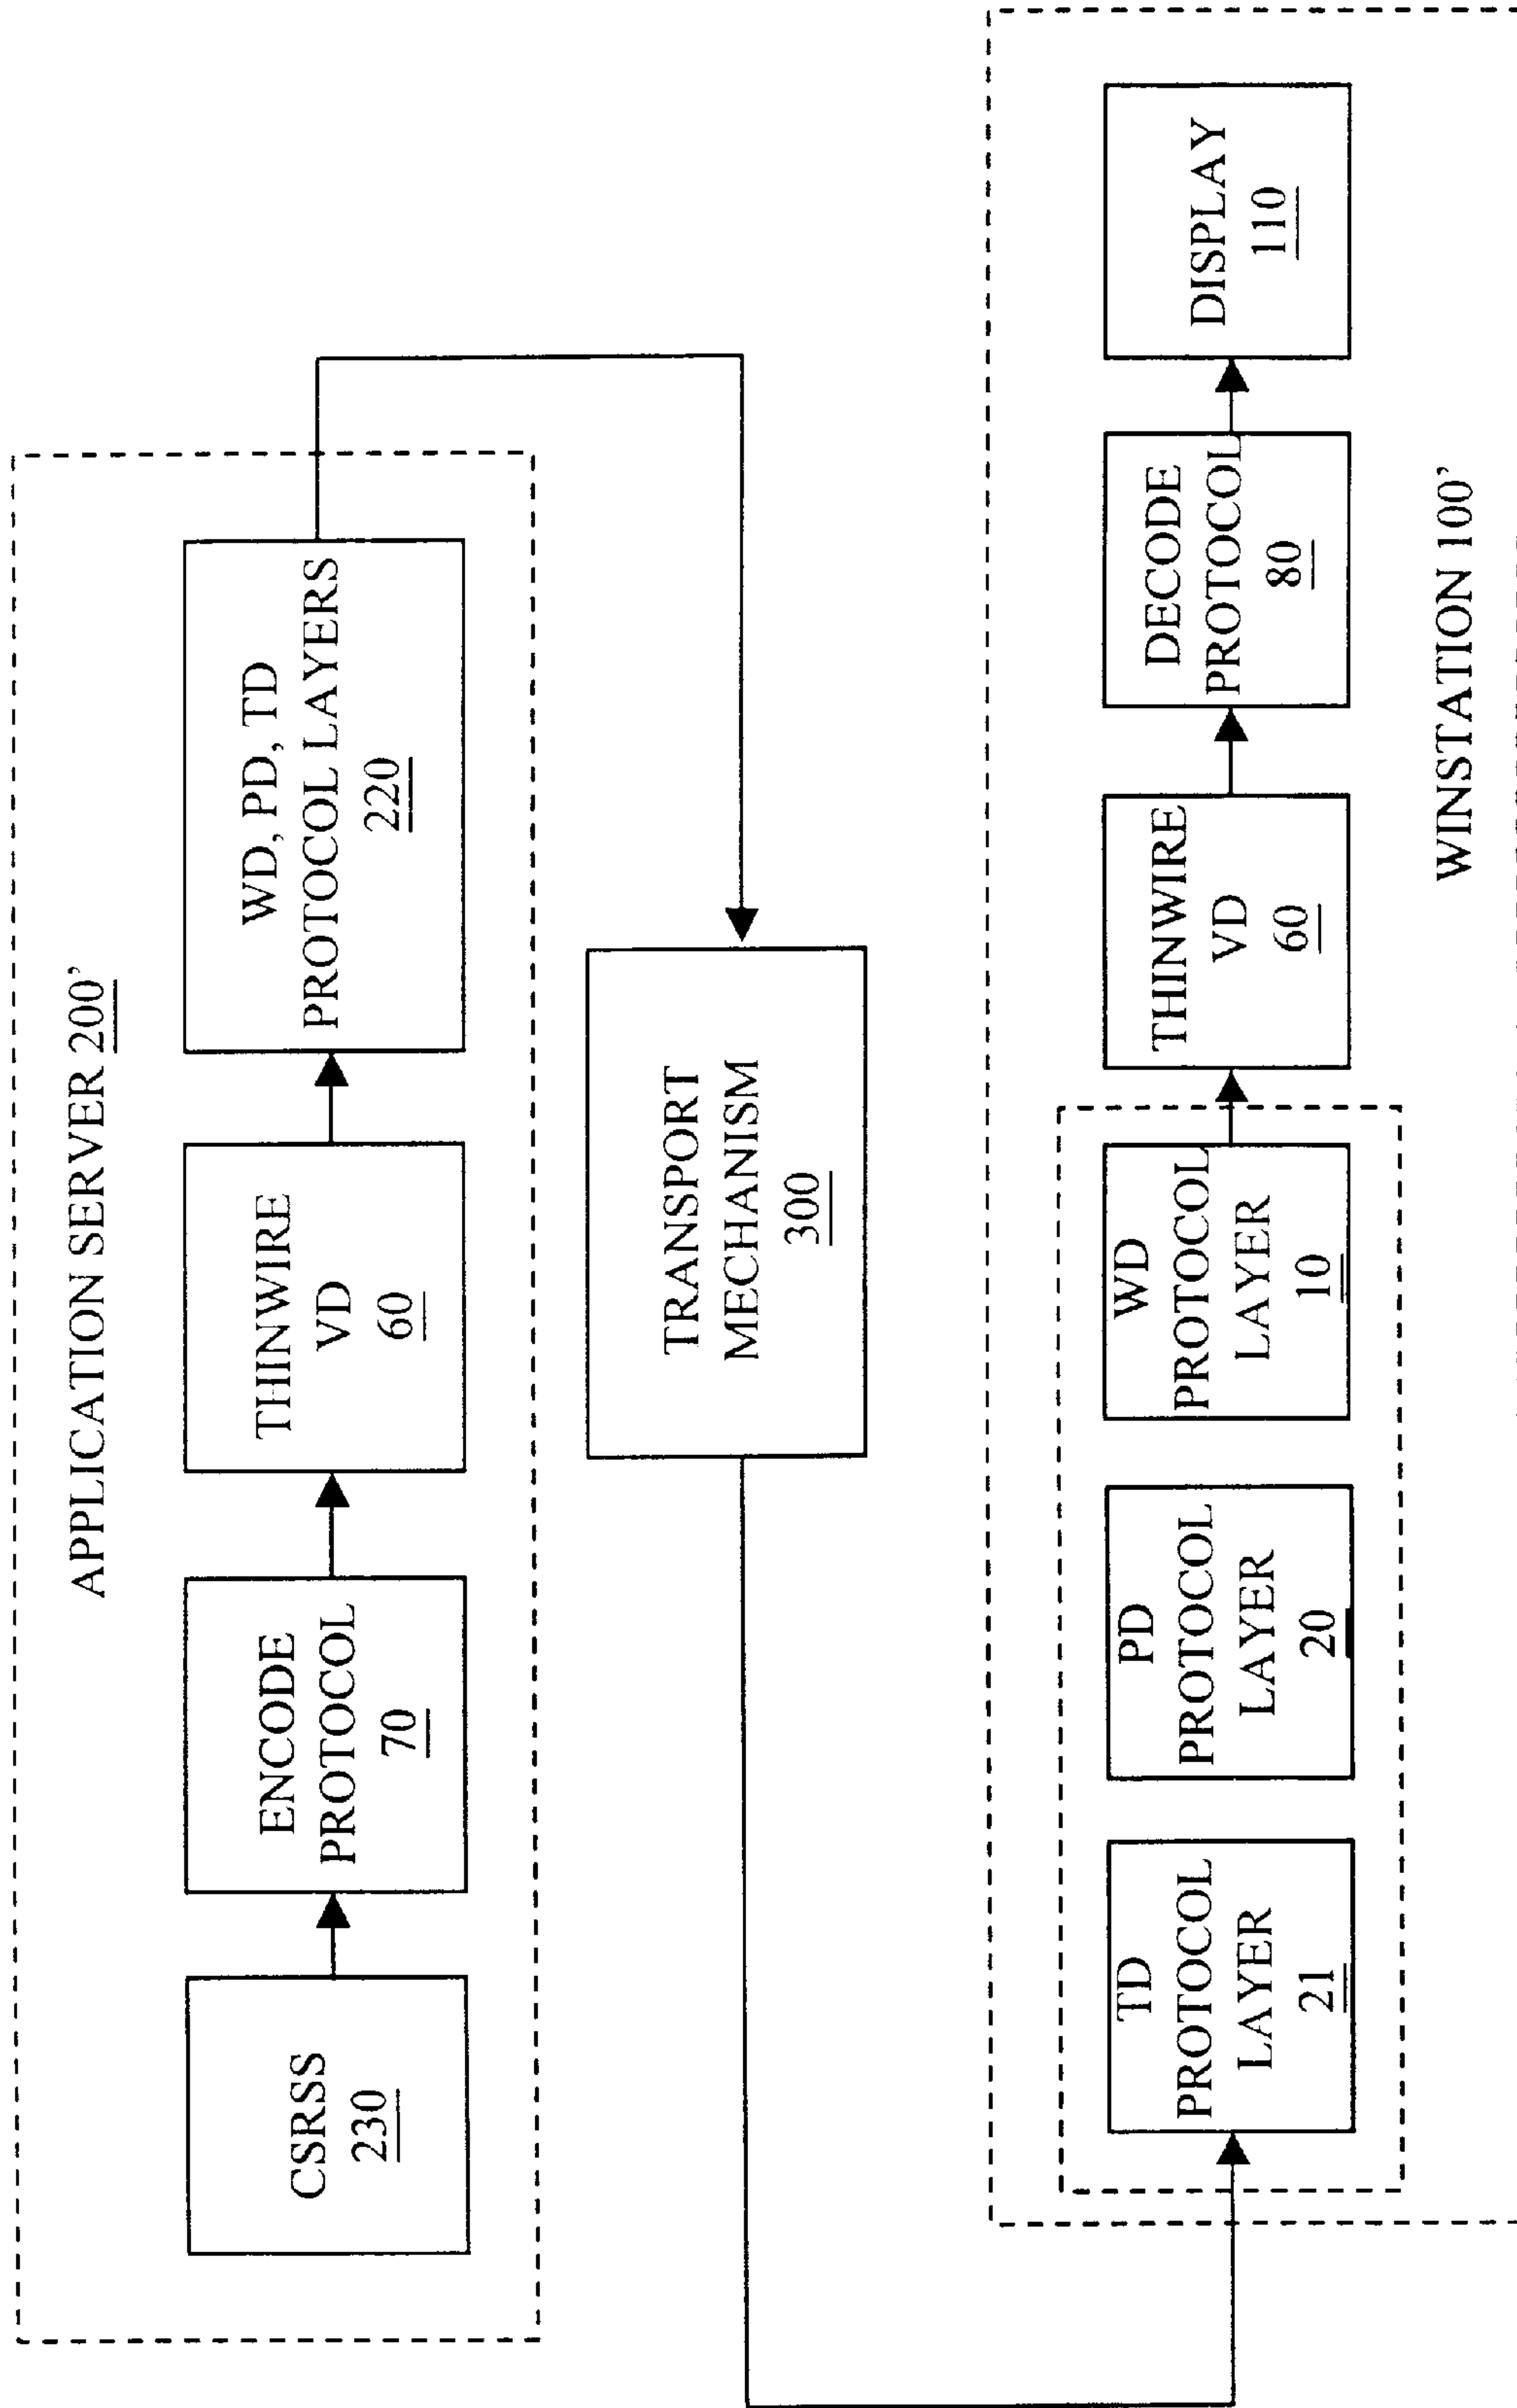 APPLICATION SERVER 200’
CSRSS
230
ENCODE
PROTOCOL
70
THINWIRE
VD
60
WD, PD, TD
PROTOCOL LAYERS
220
TRANSPORT
MECHANISM
300
TD
PROTOCOL
LAYER
21
PD
PROTOCOL
LAYER
20
WD
PROTOCOL
LAYER
10
THINWIRE
VD
60
DECODE
PROTOCOL
80
DISPLAY
110
WINSTATION 100’